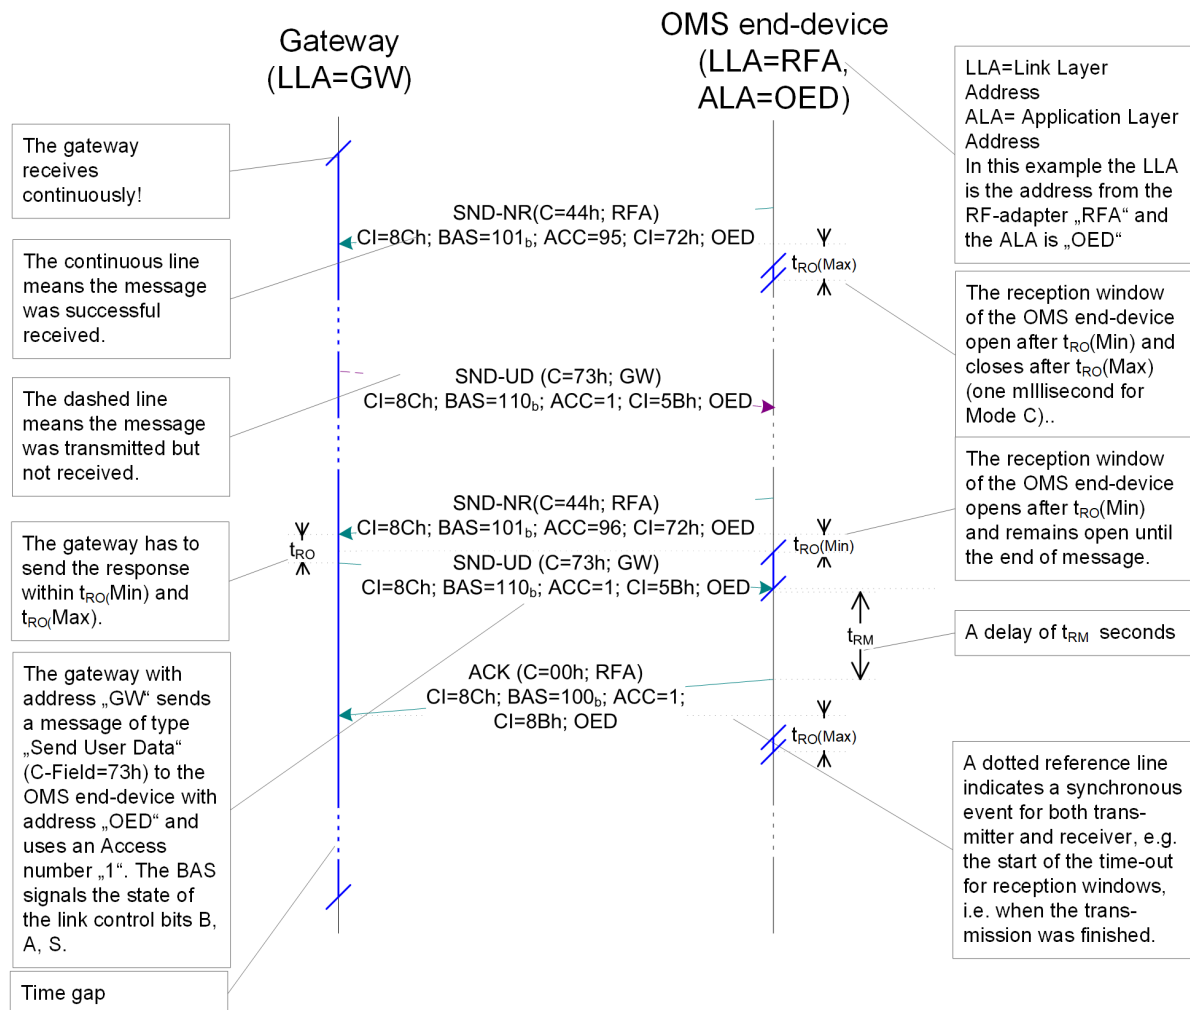 Gateway
(LLA=GW)
OMS end-device
(LLA=RFA,
ALA=OED)
LLA=Link Layer
Address
ALA= Application Layer
Address
In this example the LLA
is the address from the
RF-adapter „RFA“ and
the ALA is „OED“
The gateway
receives
continuously!
SND-NR(C=44h; RFA)
CI=8Ch; BAS=101b; ACC=95; CI=72h; OED
tRO(Max)
The continuous line
means the message
was successful
received.
The reception window
of the OMS end-device
open after tRO(Min) and
closes after tRO(Max)
(one mIllisecond for
Mode C)..
SND-UD (C=73h; GW)
CI=8Ch; BAS=110b; ACC=1; CI=5Bh; OED
The dashed line
means the message
was transmitted but
not received.
The reception window
of the OMS end-device
opens after tRO(Min)
and remains open until
the end of message.
SND-NR(C=44h; RFA)
CI=8Ch; BAS=101b; ACC=96; CI=72h; OED
tRO
tRO(Min)
The gateway has to
send the response
within tRO(Min) and
tRO(Max).
SND-UD (C=73h; GW)
CI=8Ch; BAS=110b; ACC=1; CI=5Bh; OED
tRM
A delay of tRM seconds
ACK (C=00h; RFA)
CI=8Ch; BAS=100b; ACC=1;
CI=8Bh; OED
tRO(Max)
The gateway with
address „GW“ sends
a message of type
„Send User Data“
(C-Field=73h) to the
OMS end-device with
address „OED“ and
uses an Access
number „1“. The BAS
signals the state of
the link control bits B,
A, S.
A dotted reference line
indicates a synchronous
event for both trans-
mitter and receiver, e.g.
the start of the time-out
for reception windows,
i.e. when the trans-
mission was finished.
Time gap